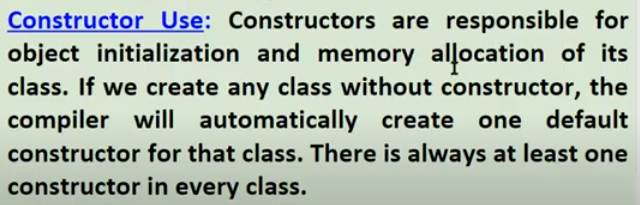 Constructor Use: Constructors are responsible for
object initialization and memory allocation of its
class. If we create any class without constructor, the
compiler will automatically create one default
constructor for that class. There is always at least one
constructor in every class.